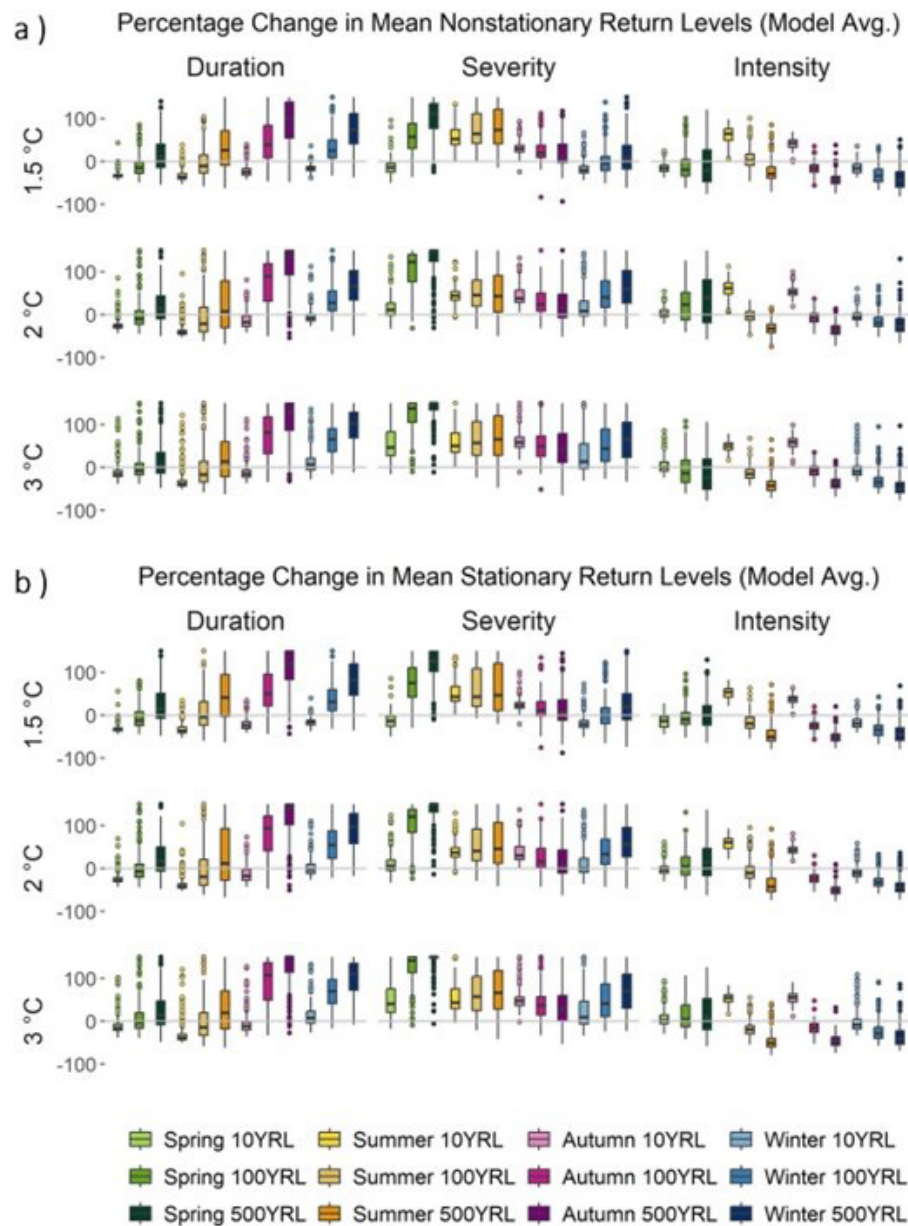 a ) Percentage Change in Mean Nonstationary Return Levels (Model Avg.)
Duration Severity Intensity
1.5 °C
100
0
-100
2 °C
100
0
-100
3 °C
100
0
-100
b ) Percentage Change in Mean Stationary Return Levels (Model Avg.)
Duration Severity Intensity
1.5 °C
100
0
-100
2 °C
100
0
-100
3 °C
100
0
-100
Spring 10YRL Summer 10YRL Autumn 10YRL Winter 10YRL
Spring 100YRL Summer 100YRL Autumn 100YRL Winter 100YRL
Spring 500YRL Summer 500YRL Autumn 500YRL Winter 500YRL